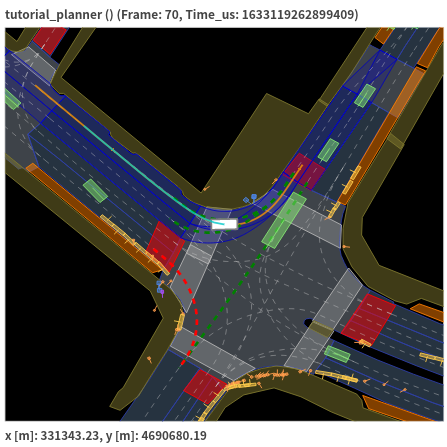 tutorial_planner () (Frame: 70, Time_us: 1633119262899409)
x [m]: 331343.23, y [m]: 4690680.19